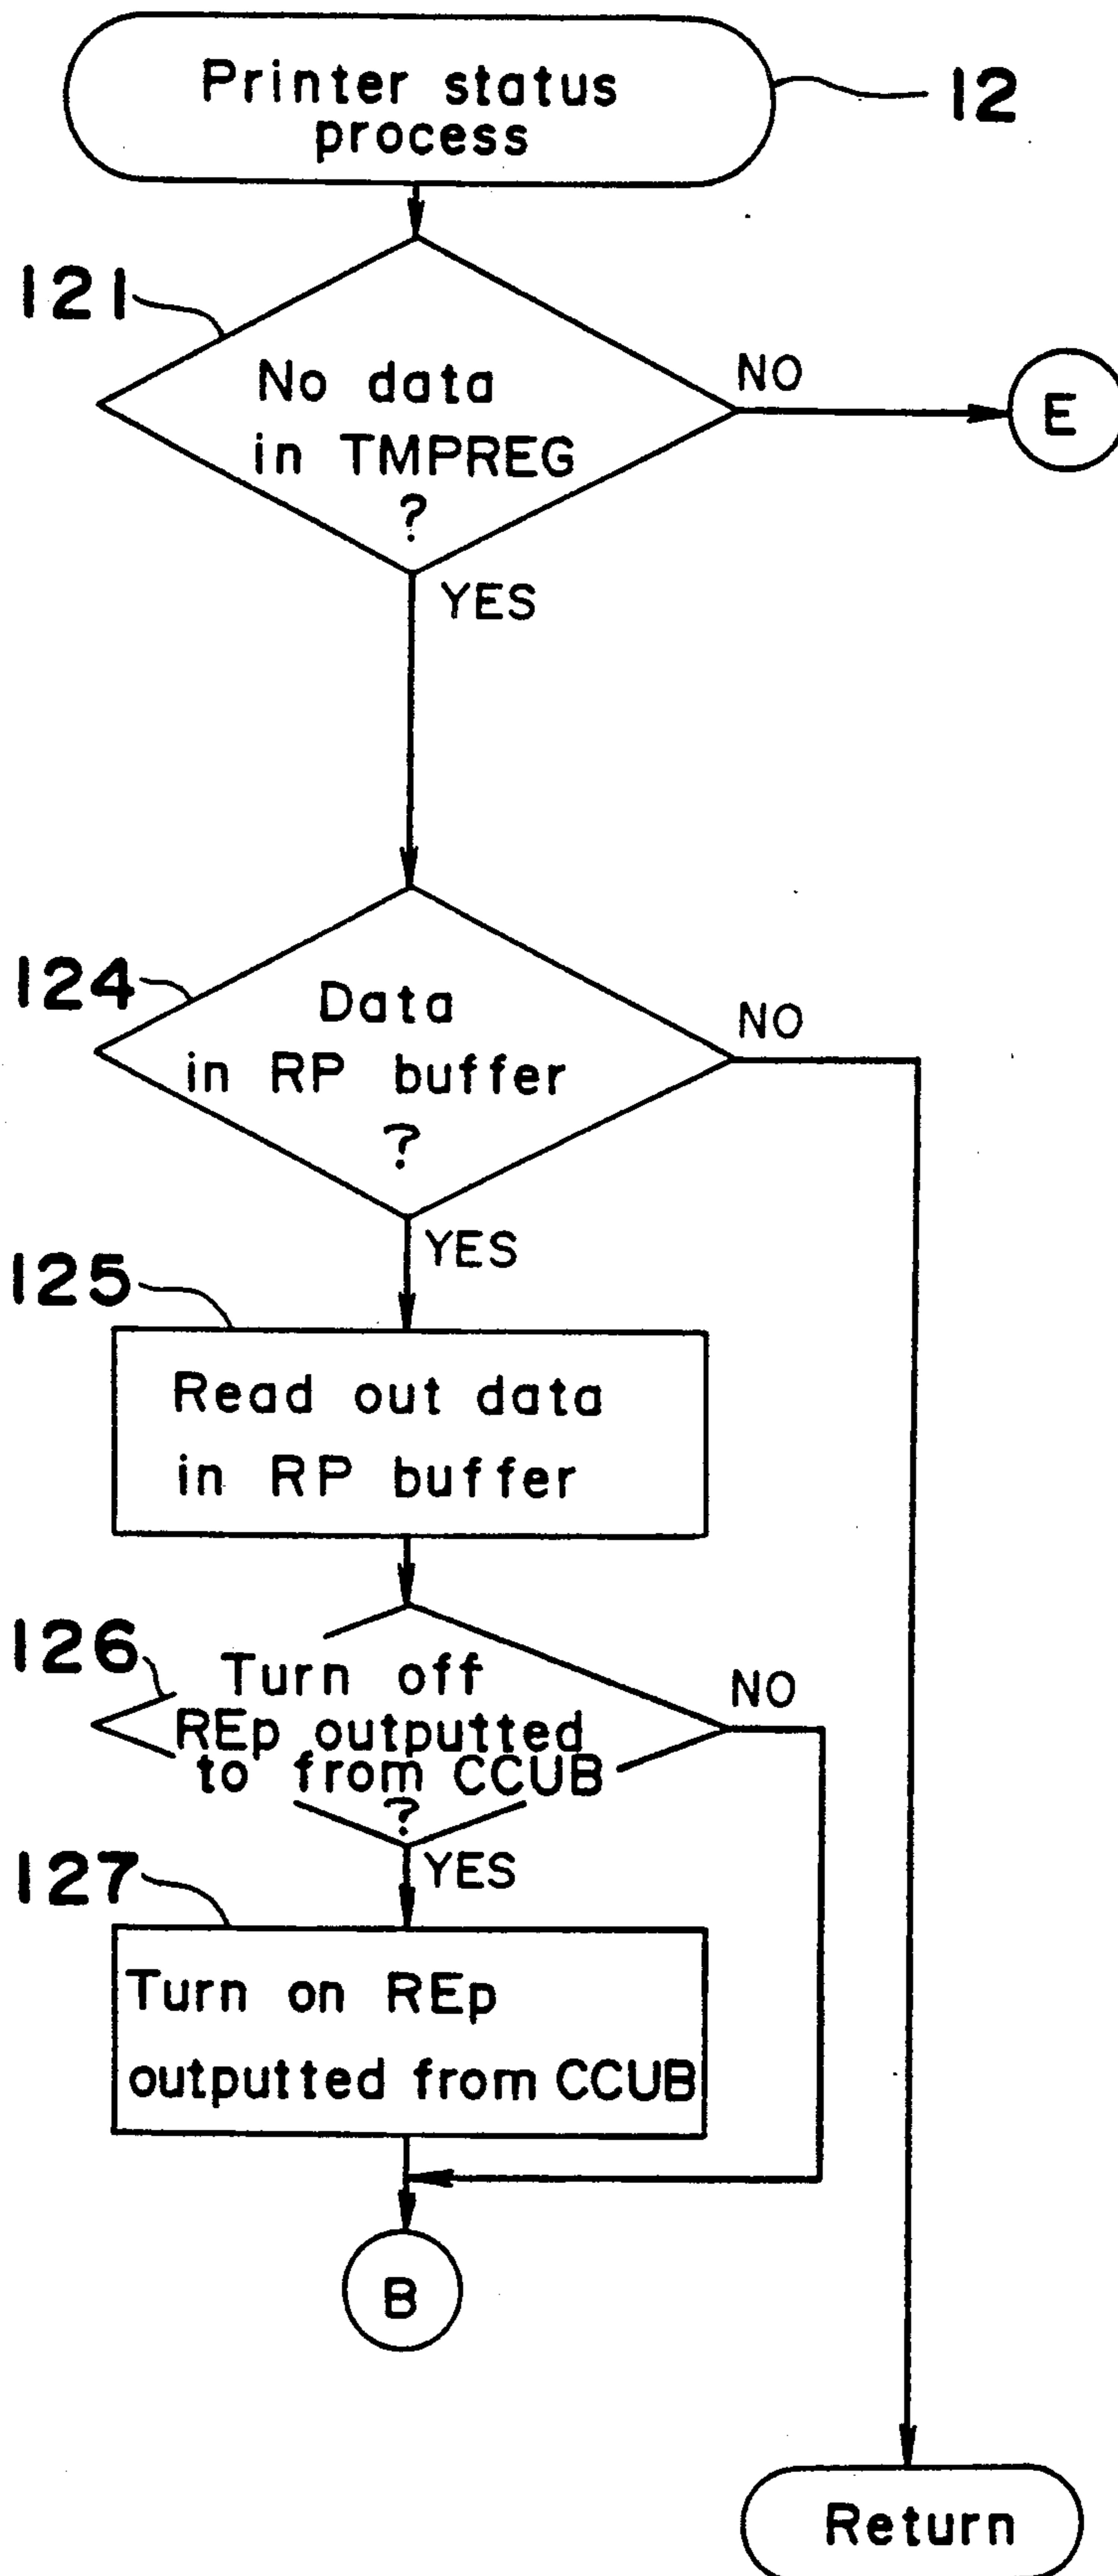 Printer status
process
12
121
No data
in TMPREG
?
NO
E
YES
124
Data
in RP buffer
?
NO
YES
125
Read out data
in RP buffer
126
Turn off
REp outputted
to from CCUB
?
NO
YES
127
Turn on REp
outputted from CCUB
B
Return